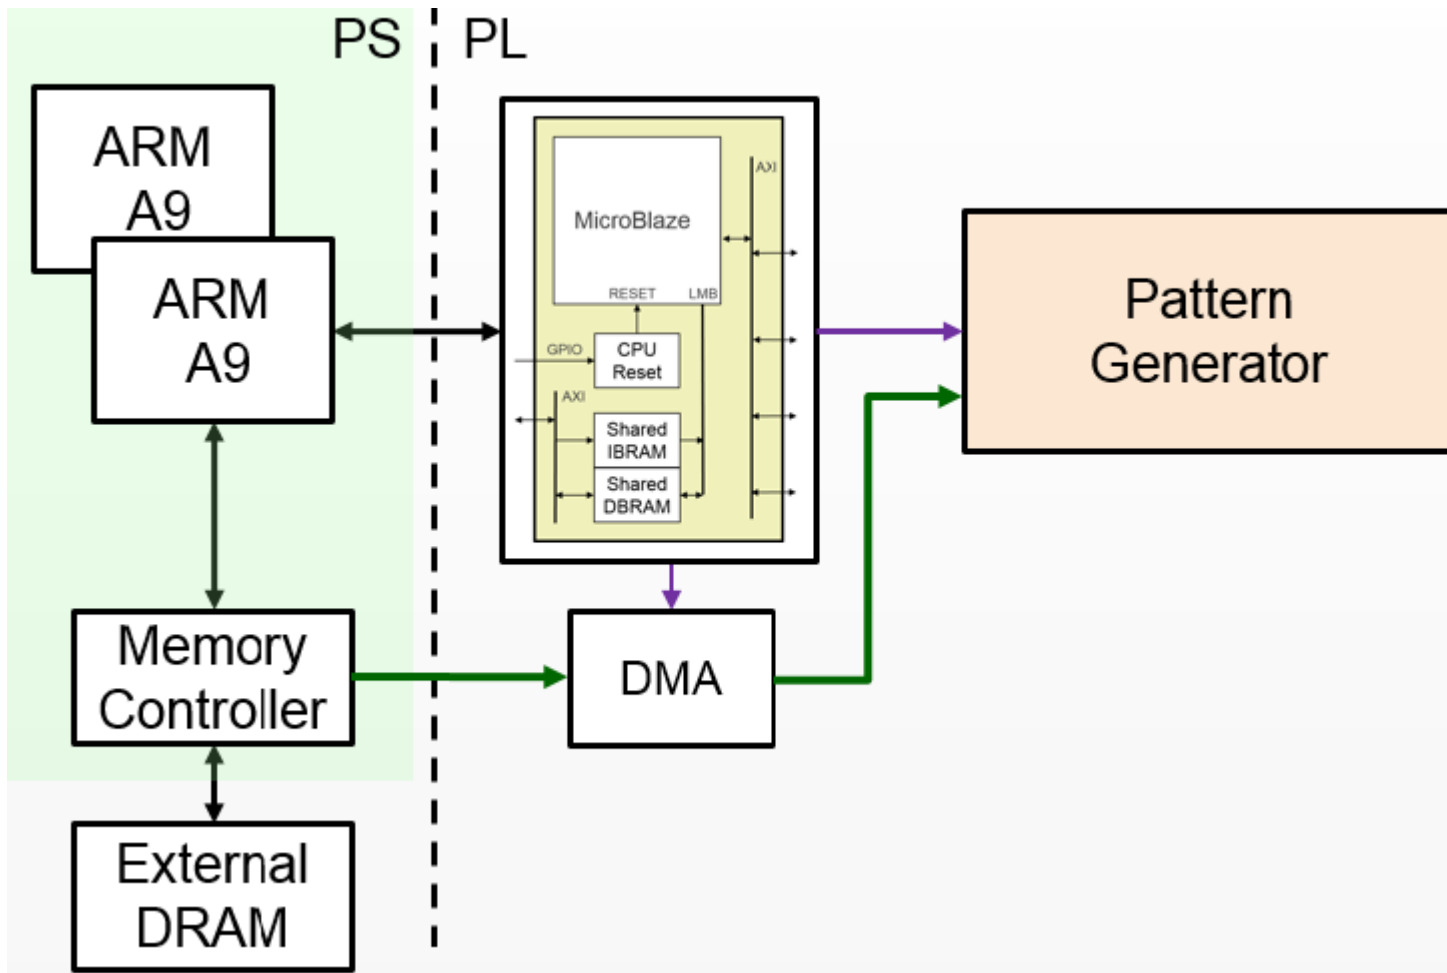 PS
PL
ARM
A9
ARM
A9
MicroBlaze
AXI
RESET
LMB
GPIO
CPU
Reset
AXI
Shared
IBRAM
Shared
DBRAM
Pattern
Generator
Memory
Controller
DMA
External
DRAM